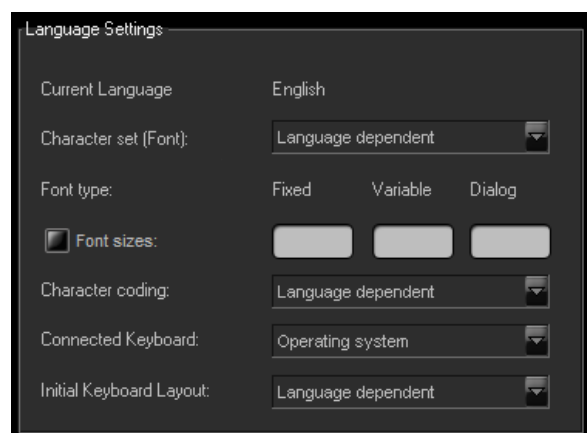 Language Settings
Current Language English
Character set (Font): Language dependent
Font type: Fixed Variable Dialog
Font sizes:
Character coding: Language dependent
Connected Keyboard: Operating system
Initial Keyboard Layout: Language dependent